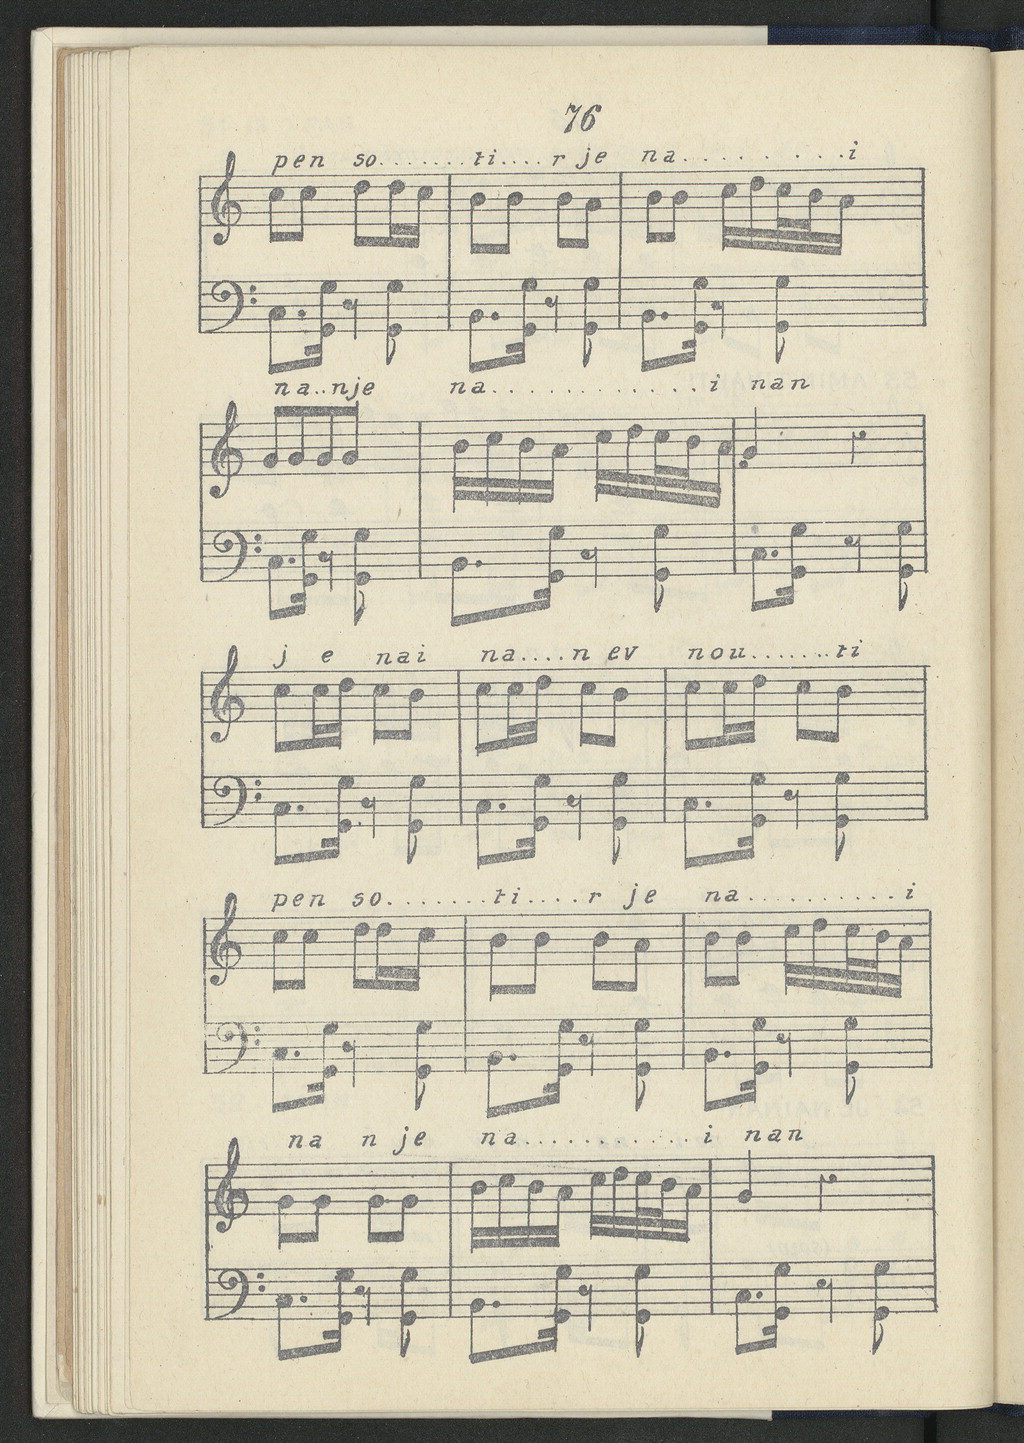 76
pen so........ti....r je na..........i
na..nje na.............i nan
j e nai na....n ev nou.......ti
pen so........ti....r je na..........i
na n je na...........i nan